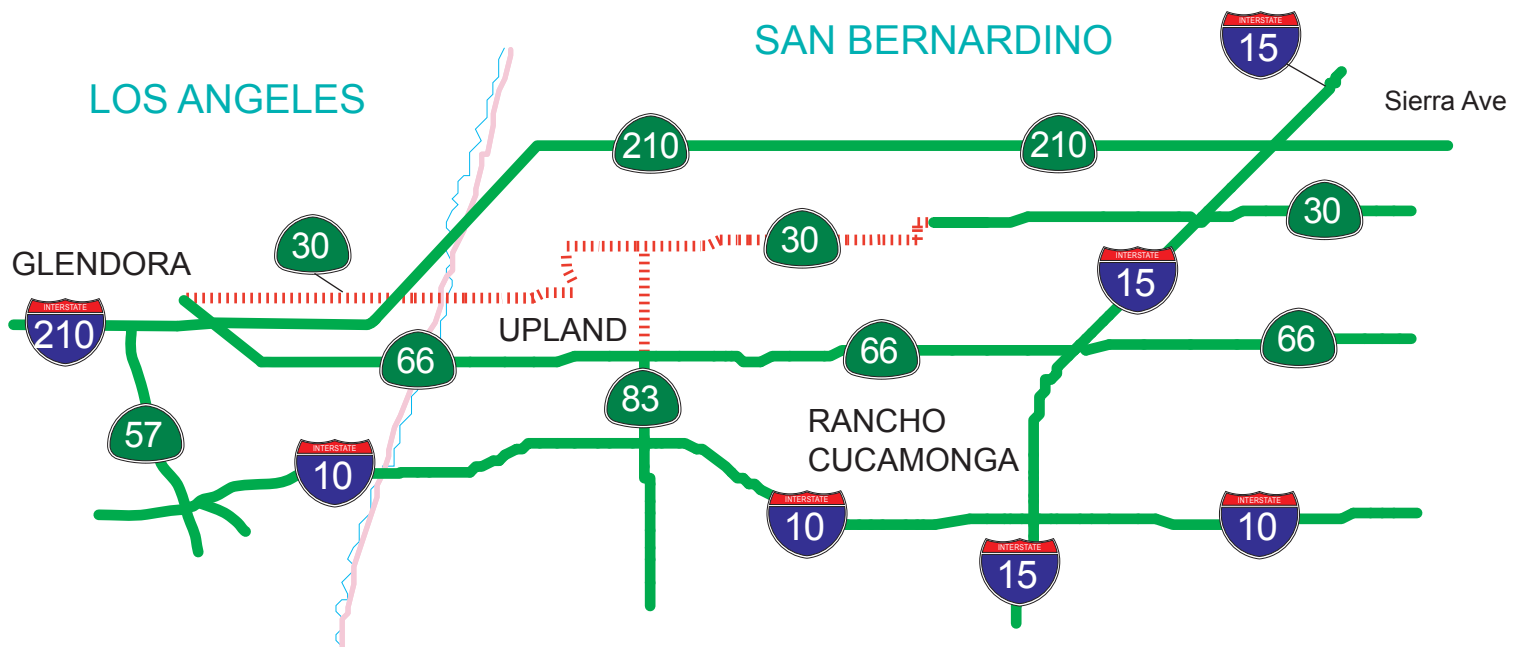 SAN BERNARDINO
INTERSTATE
15
LOS ANGELES
Sierra Ave
210
210
30
30
30
GLENDORA
INTERSTATE
15
INTERSTATE
210
UPLAND
66
66
66
83
57
RANCHO
CUCAMONGA
INTERSTATE
10
INTERSTATE
10
INTERSTATE
10
INTERSTATE
15